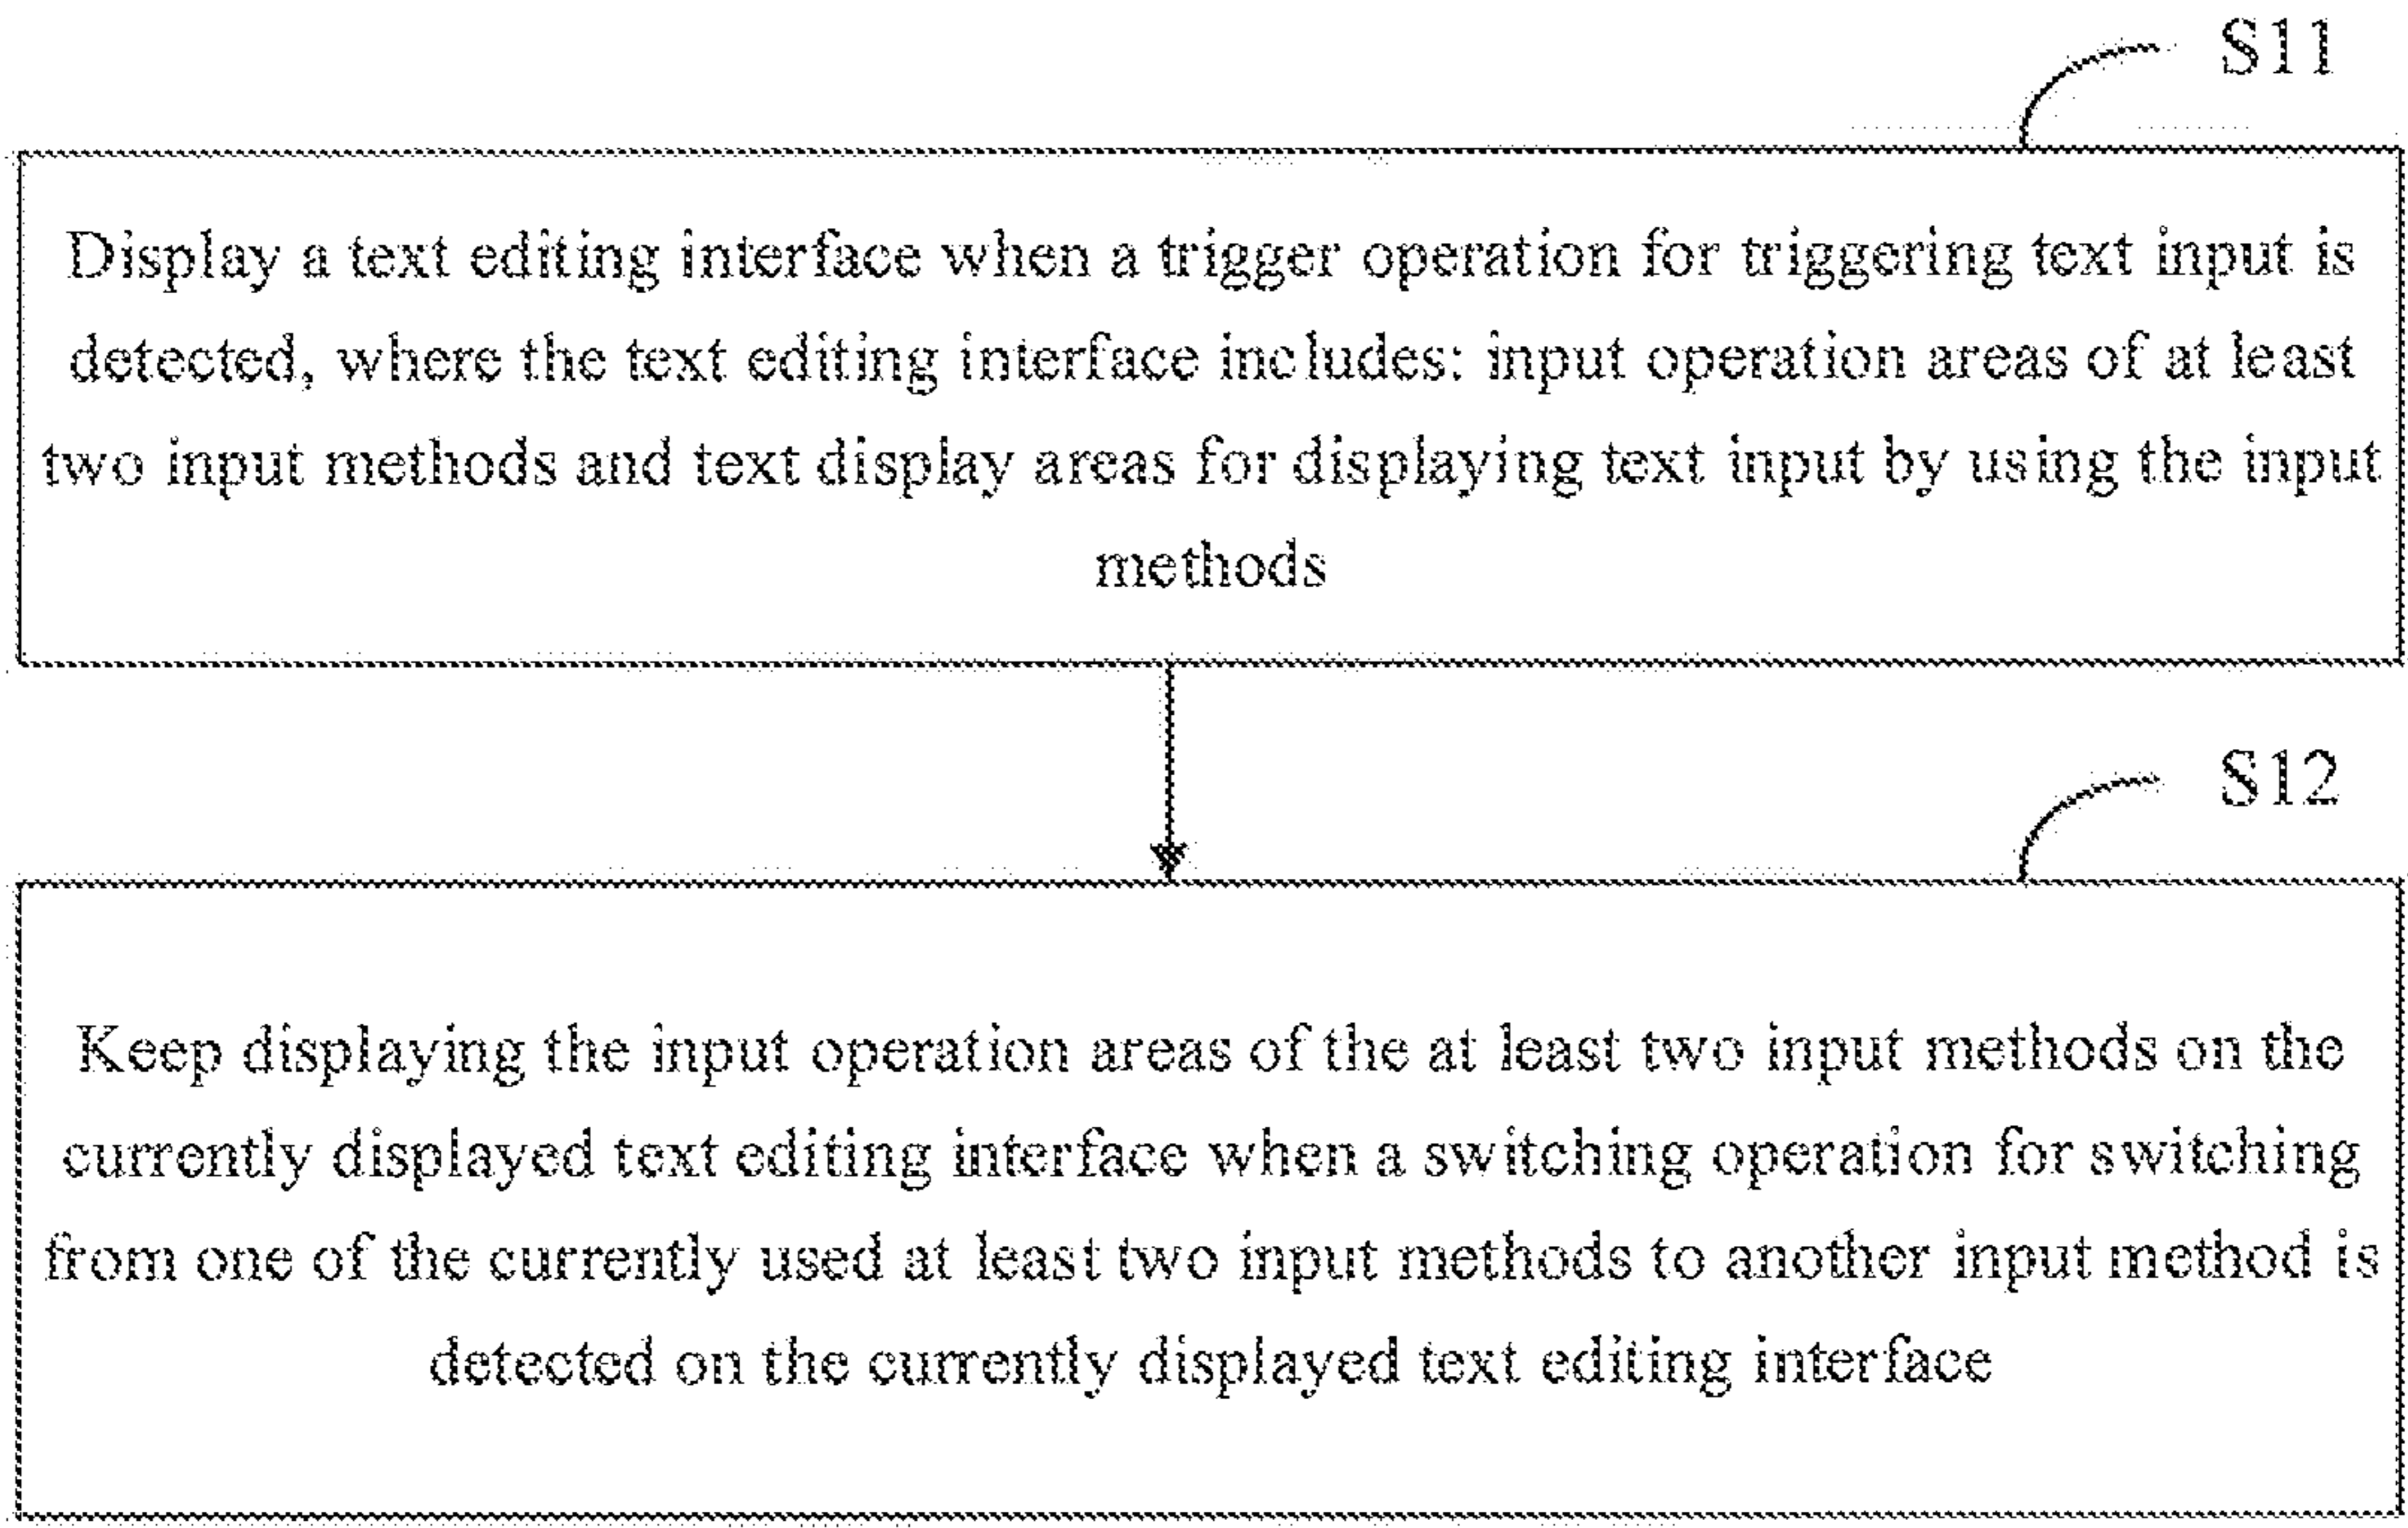 S11
Display a text editing interface when a trigger operation for triggering text input is
detected, where the text editing interface includes: input operation areas of at least
two input methods and text display areas for displaying text input by using the input
methods
S12
Keep displaying the input operation areas of the at least two input methods on the
currently displayed text editing interface when a switching operation for switching
from one of the currently used at least two input methods to another input method is
detected on the currently displayed text editing interface